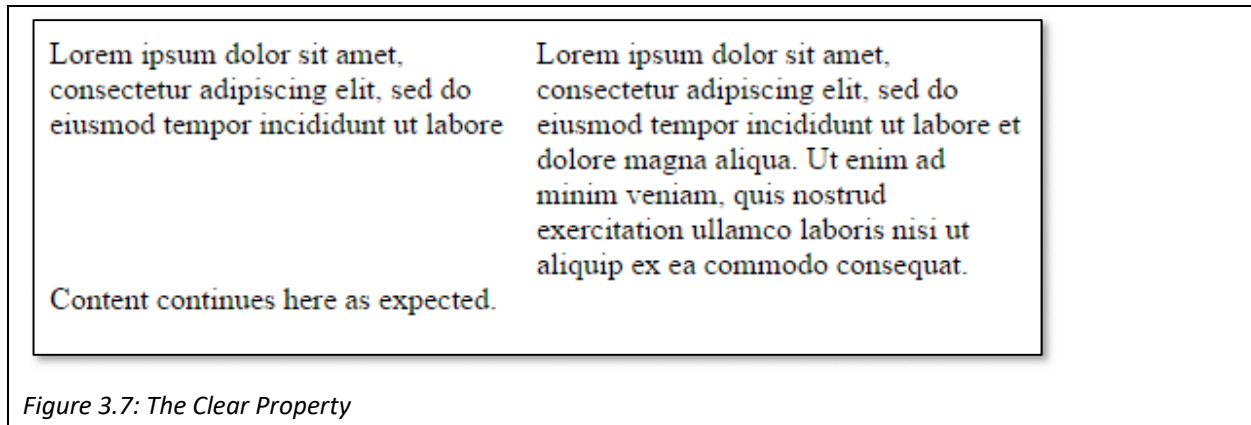 Lorem ipsum dolor sit amet,
consectetur adipiscing elit, sed do
eiusmod tempor incididunt ut labore
Lorem ipsum dolor sit amet,
consectetur adipiscing elit, sed do
eiusmod tempor incididunt ut labore et
dolore magna aliqua. Ut enim ad
minim veniam, quis nostrud
exercitation ullamco laboris nisi ut
aliquip ex ea commodo consequat.
Content continues here as expected.
Figure 3.7: The Clear Property